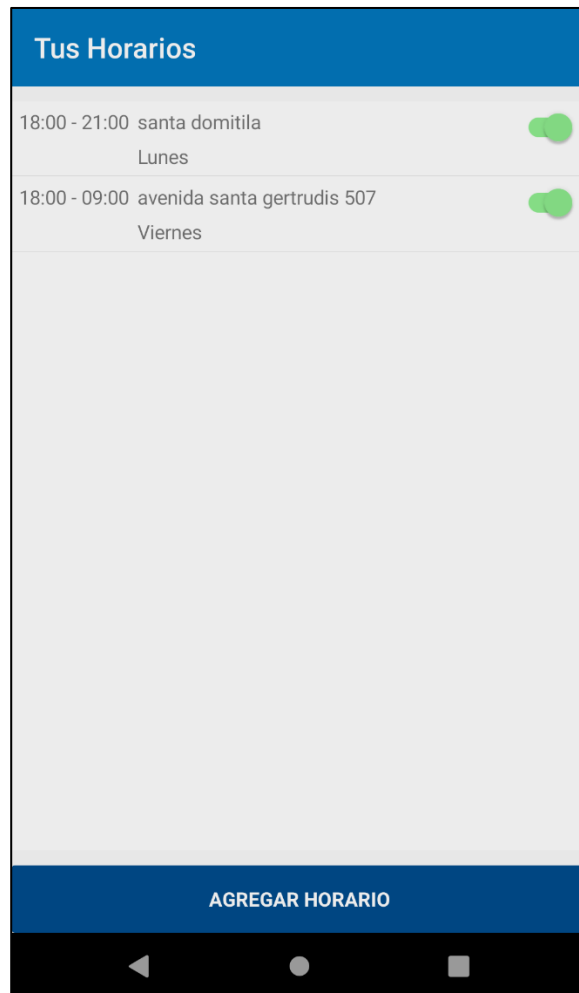 Tus Horarios
18:00 - 21:00 santa domitila
Lunes
18:00 - 09:00 avenida santa gertrudis 507
Viernes
AGREGAR HORARIO